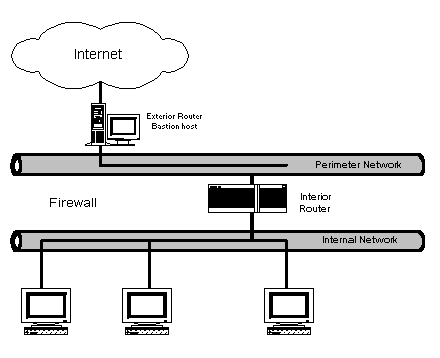 Internet
Exterior Router
Bastion host
Perimeter Network
Firewall
Interior
Router
Internal Network